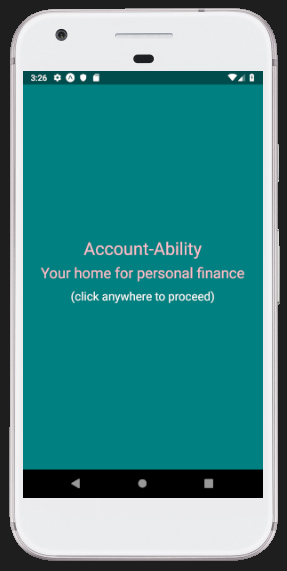 3:26
Account-Ability
Your home for personal finance
(click anywhere to proceed)